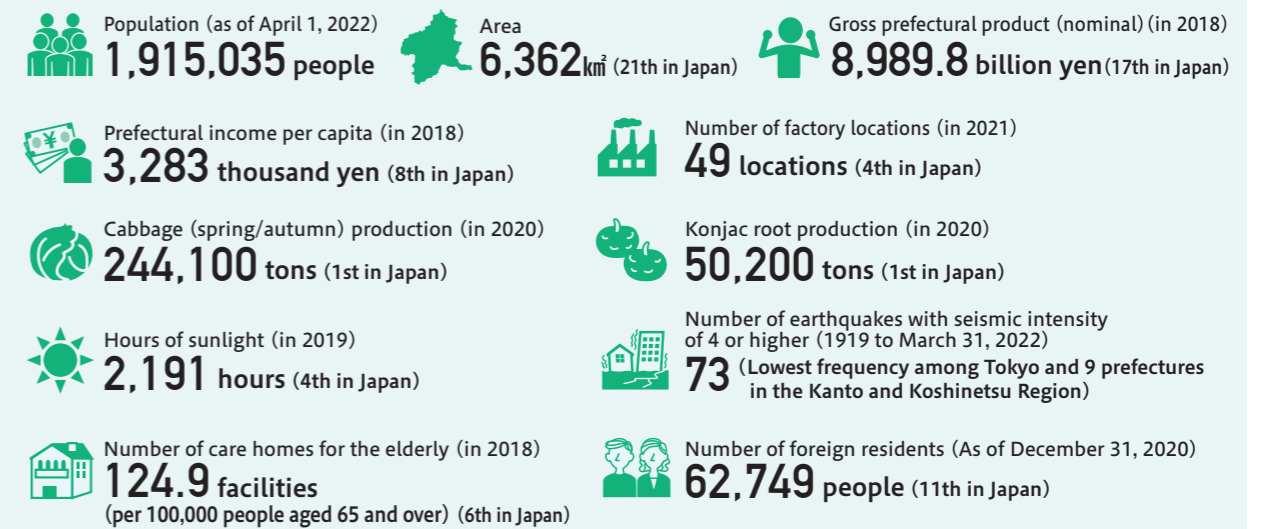 Population (as of April 1, 2022)
1,915,035 people
Area
6,362㎢ (21th in Japan)
Gross prefectural product (nominal) (in 2018)
8,989.8 billion yen (17th in Japan)
Prefectural income per capita (in 2018)
3,283 thousand yen (8th in Japan)
Number of factory locations (in 2021)
49 locations (4th in Japan)
Cabbage (spring/autumn) production (in 2020)
244,100 tons (1st in Japan)
Konjac root production (in 2020)
50,200 tons (1st in Japan)
Hours of sunlight (in 2019)
2,191 hours (4th in Japan)
Number of earthquakes with seismic intensity
of 4 or higher (1919 to March 31, 2022)
73 (Lowest frequency among Tokyo and 9 prefectures
in the Kanto and Koshinetsu Region)
Number of care homes for the elderly (in 2018)
124.9 facilities
(per 100,000 people aged 65 and over) (6th in Japan)
Number of foreign residents (As of December 31, 2020)
62,749 people (11th in Japan)
¥